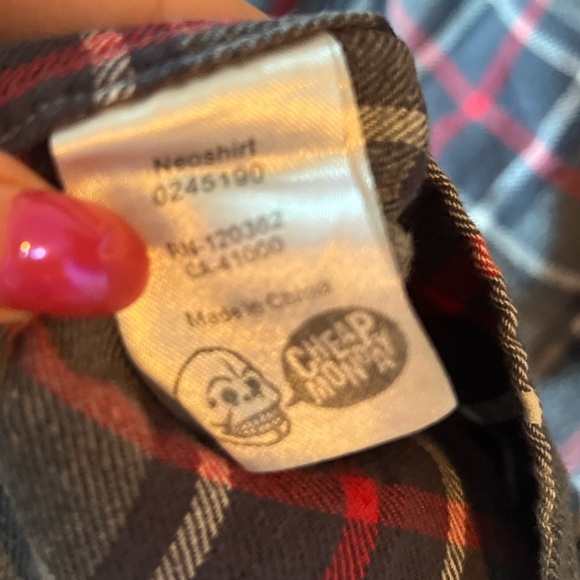 Neoshirt
0245190
RN-120382
CA-41000
Made in China
CHEAP
MONDAY